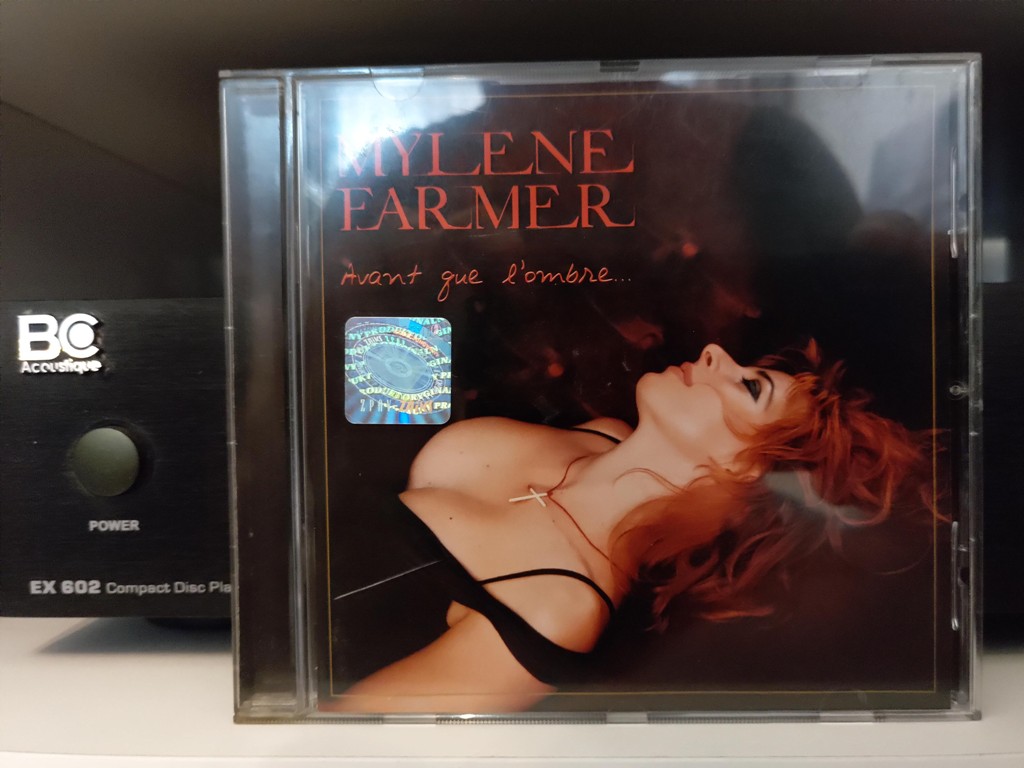 MYLENE
FARMER
Avant que l'ombre...
BC
Acoustique
POWER
EX 602 Compact Disc Pla